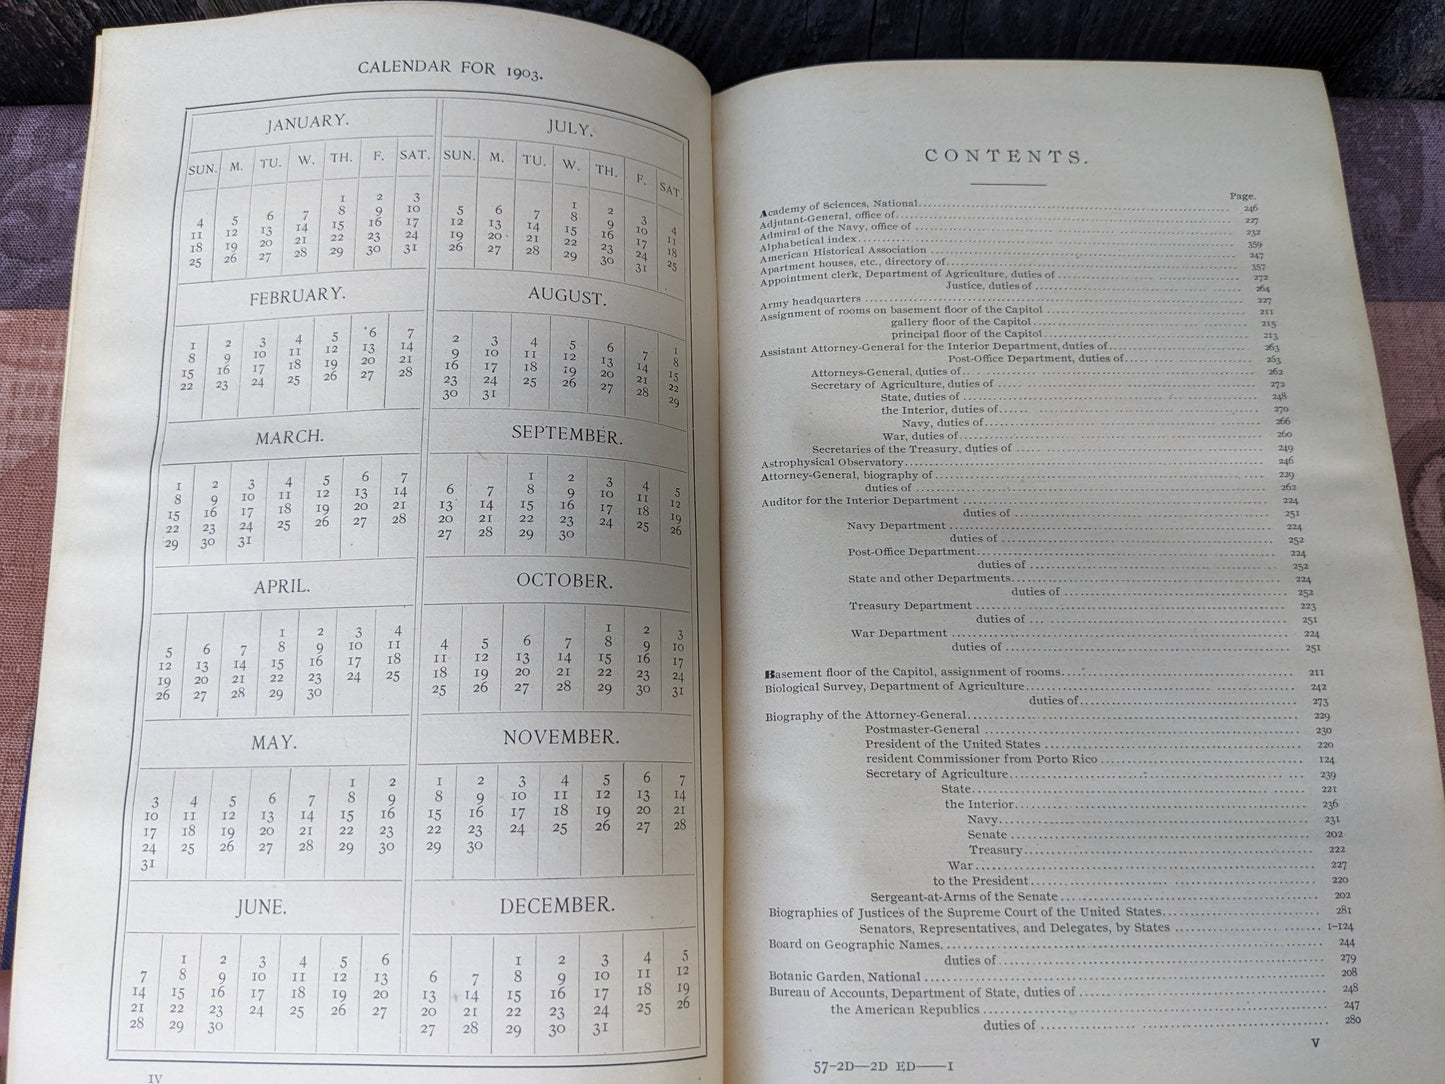 CALENDAR FOR 1903.
JANUARY.
SUN. M. TU. W. TH. F. SAT.
1 2 3
4 5 6 7 8 9 10
11 12 13 14 15 16 17
18 19 20 21 22 23 24
25 26 27 28 29 30 31
FEBRUARY.
1 2 3 4 5 6 7
8 9 10 11 12 13 14
15 16 17 18 19 20 21
22 23 24 25 26 27 28
MARCH.
1 2 3 4 5 6 7
8 9 10 11 12 13 14
15 16 17 18 19 20 21
22 23 24 25 26 27 28
29 30 31
APRIL.
1 2 3 4
5 6 7 8 9 10 11
12 13 14 15 16 17 18
19 20 21 22 23 24 25
26 27 28 29 30
MAY.
1 2
3 4 5 6 7 8 9
10 11 12 13 14 15 16
17 18 19 20 21 22 23
24 25 26 27 28 29 30
31
JUNE.
1 2 3 4 5 6
7 8 9 10 11 12 13
14 15 16 17 18 19 20
21 22 23 24 25 26 27
28 29 30
JULY.
SUN. M. TU. W. TH. F. SAT.
1 2 3 4
5 6 7 8 9 10 11
12 13 14 15 16 17 18
19 20 21 22 23 24 25
26 27 28 29 30 31
AUGUST.
1
2 3 4 5 6 7 8
9 10 11 12 13 14 15
16 17 18 19 20 21 22
23 24 25 26 27 28 29
30 31
SEPTEMBER.
1 2 3 4 5
6 7 8 9 10 11 12
13 14 15 16 17 18 19
20 21 22 23 24 25 26
27 28 29 30
OCTOBER.
1 2 3
4 5 6 7 8 9 10
11 12 13 14 15 16 17
18 19 20 21 22 23 24
25 26 27 28 29 30 31
NOVEMBER.
1 2 3 4 5 6 7
8 9 10 11 12 13 14
15 16 17 18 19 20 21
22 23 24 25 26 27 28
29 30
DECEMBER.
1 2 3 4 5
6 7 8 9 10 11 12
13 14 15 16 17 18 19
20 21 22 23 24 25 26
27 28 29 30 31
IV
CONTENTS.
Page.
Academy of Sciences, National 246
Adjutant-General, office of 227
Admiral of the Navy, office of 232
Alphabetical index 359
American Historical Association 247
Apartment houses, etc., directory of 357
Appointment clerk, Department of Agriculture, duties of 272
Justice, duties of 264
Army headquarters 227
Assignment of rooms on basement floor of the Capitol 211
gallery floor of the Capitol 215
principal floor of the Capitol 213
Assistant Attorney-General for the Interior Department, duties of 263
Post-Office Department, duties of 263
Attorneys-General, duties of 262
Secretary of Agriculture, duties of 272
State, duties of 248
the Interior, duties of 270
Navy, duties of 266
War, duties of 260
Secretaries of the Treasury, duties of 249
Astrophysical Observatory 246
Attorney-General, biography of 229
duties of 262
Auditor for the Interior Department 224
duties of 251
Navy Department 224
duties of 252
Post-Office Department 224
duties of 252
State and other Departments 224
duties of 252
Treasury Department 223
duties of 251
War Department 224
duties of 251
Basement floor of the Capitol, assignment of rooms 211
Biological Survey, Department of Agriculture 242
duties of 273
Biography of the Attorney-General 229
Postmaster-General 230
President of the United States 220
resident Commissioner from Porto Rico 124
Secretary of Agriculture 239
State 221
the Interior 236
Navy 231
Senate 202
Treasury 222
War 227
to the President 220
Sergeant-at-Arms of the Senate 202
Biographies of Justices of the Supreme Court of the United States 281
Senators, Representatives, and Delegates, by States 1-124
Board on Geographic Names 244
duties of 279
Botanic Garden, National 208
Bureau of Accounts, Department of State, duties of 248
the American Republics 247
duties of 280
V
57-2D—2D ED——1